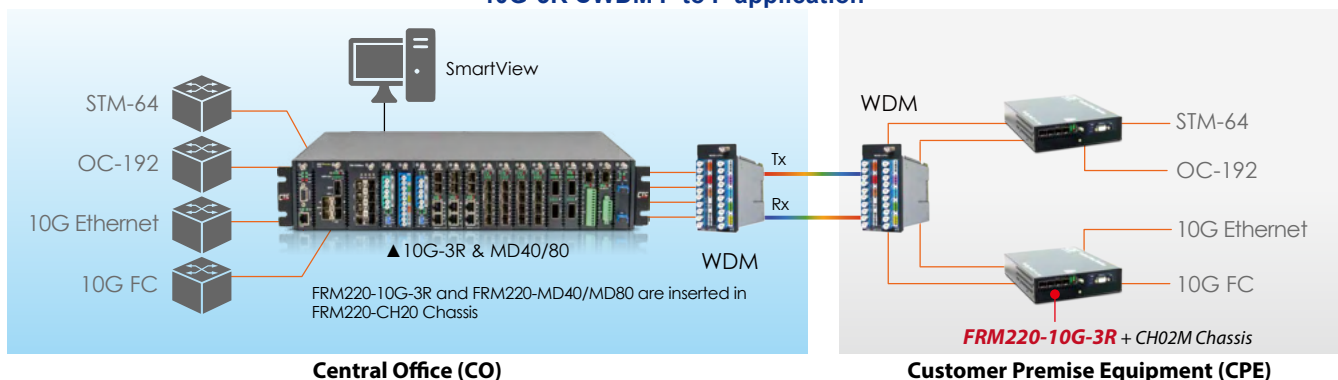 10G-3R CWDM P-to-P application
SmartView
STM-64
OC-192
10G Ethernet
10G FC
CTC
CTC
▲10G-3R & MD40/80
FRM220-10G-3R and FRM220-MD40/MD80 are inserted in
FRM220-CH20 Chassis
WDM
Tx
Rx
WDM
STM-64
OC-192
10G Ethernet
10G FC
FRM220-10G-3R + CH02M Chassis
Central Office (CO)
Customer Premise Equipment (CPE)